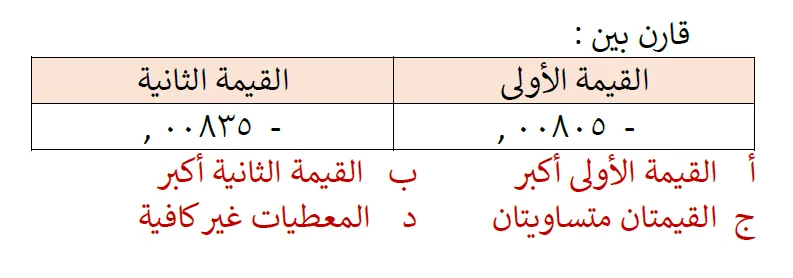 قارن بين :
القيمة الأولى القيمة الثانية
- ,٠٠٨٠٥ - ,٠٠٨٣٥
أ القيمة الأولى أكبر ب القيمة الثانية أكبر
ج القيمتان متساويتان د المعطيات غير كافية